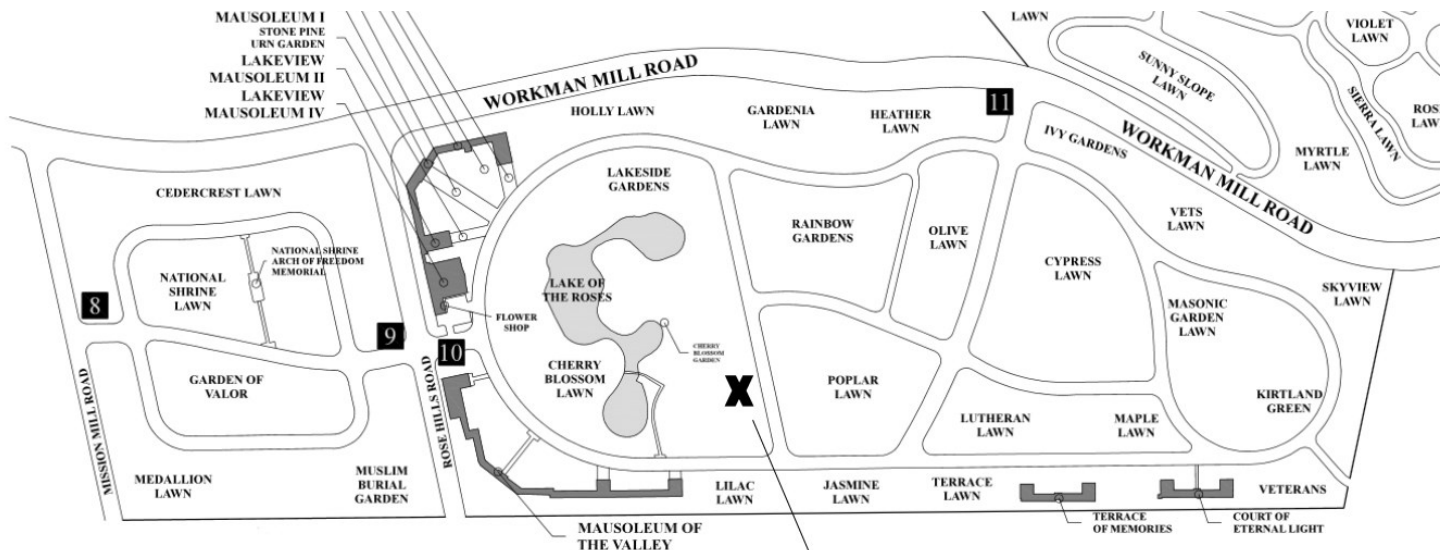 MAUSOLEUM I
STONE PINE
URN GARDEN
LAKEVIEW
MAUSOLEUM II
LAKEVIEW
MAUSOLEUM IV
WORKMAN MILL ROAD
HOLLY LAWN
GARDENIA
LAWN
HEATHER
LAWN
11
LAWN
SUNNY SLOPE
LAWN
VIOLET
LAWN
SIERRA LAWN
IVY GARDENS
WORKMAN MILL ROAD
MYRTLE
LAWN
VETS
LAWN
SKYVIEW
LAWN
CEDERCREST LAWN
NATIONAL SHRINE
ARCH OF FREEDOM
MEMORIAL
NATIONAL
SHRINE
LAWN
8
9
10
FLOWER
SHOP
GARDEN OF
VALOR
MISSION MILL ROAD
ROSE HILLS ROAD
MEDALLION
LAWN
MUSLIM
BURIAL
GARDEN
LAKESIDE
GARDENS
LAKE OF
THE ROSES
CHERRY
BLOSSOM
GARDEN
CHERRY
BLOSSOM
LAWN
X
RAINBOW
GARDENS
OLIVE
LAWN
CYPRESS
LAWN
MASONIC
GARDEN
LAWN
POPLAR
LAWN
LUTHERAN
LAWN
MAPLE
LAWN
KIRTLAND
GREEN
LILAC
LAWN
JASMINE
LAWN
TERRACE
LAWN
VETERANS
MAUSOLEUM OF
THE VALLEY
TERRACE
OF MEMORIES
COURT OF
ETERNAL LIGHT